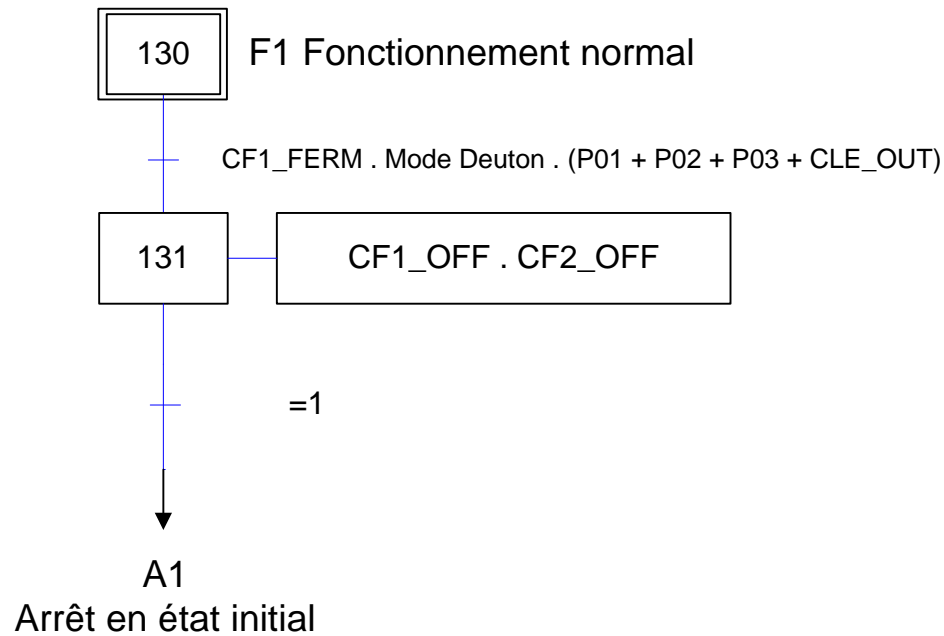 130
F1 Fonctionnement normal
CF1_FERM . Mode Deuton . (P01 + P02 + P03 + CLE_OUT)
131
CF1_OFF . CF2_OFF
=1
A1
Arrêt en état initial